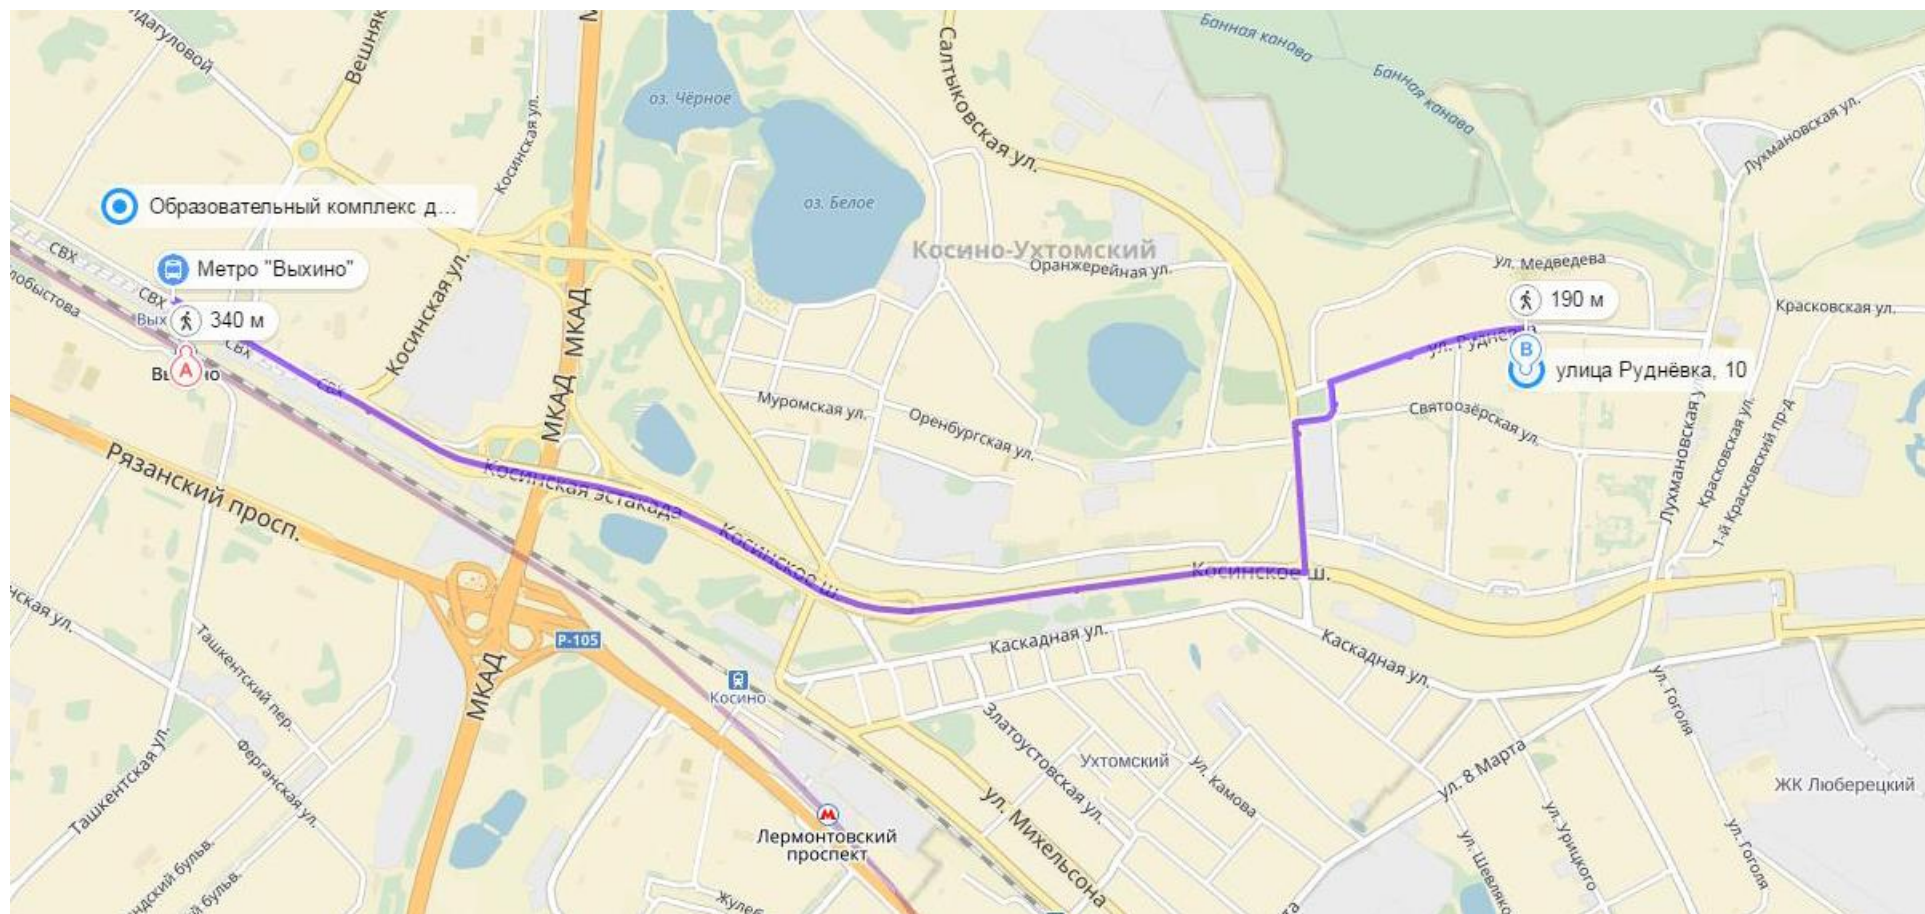 Банная канава
Банная канава
Салтыковская ул.
Косинская ул.
оз. Чёрное
Лухмановская ул.
Образовательный комплекс д...
оз. Белое
Косино-Ухтомский
СВХ
Метро "Выхино"
Оранжерейная ул.
ул. Медведева
СВХ
190 м
Красковская ул.
340 м
Косинская ул.
МКАД
МКАД
СВХ
A
B
улица Руднёвка, 10
СВХ
МКАД
Муромская ул.
Оренбургская ул.
Святоозёрская ул.
Лухмановская ул.
Красковская ул.
1-й Красковский пр-д
Рязанский просп.
Косинская эстакада
Косинское ш.
Косинское ш.
Р-105
Каскадная ул.
Каскадная ул.
Ташкентский пер.
МКАД
Косино
ул. Гоголя
Ташкентская ул.
Ферганская ул.
Златоустовская ул.
Ухтомский
ул. Камова
ул. 8 Марта
ЖК Люберецкий
Лермонтовский
проспект
ул. Михельсона
ул. Урицкого
ул. Гоголя